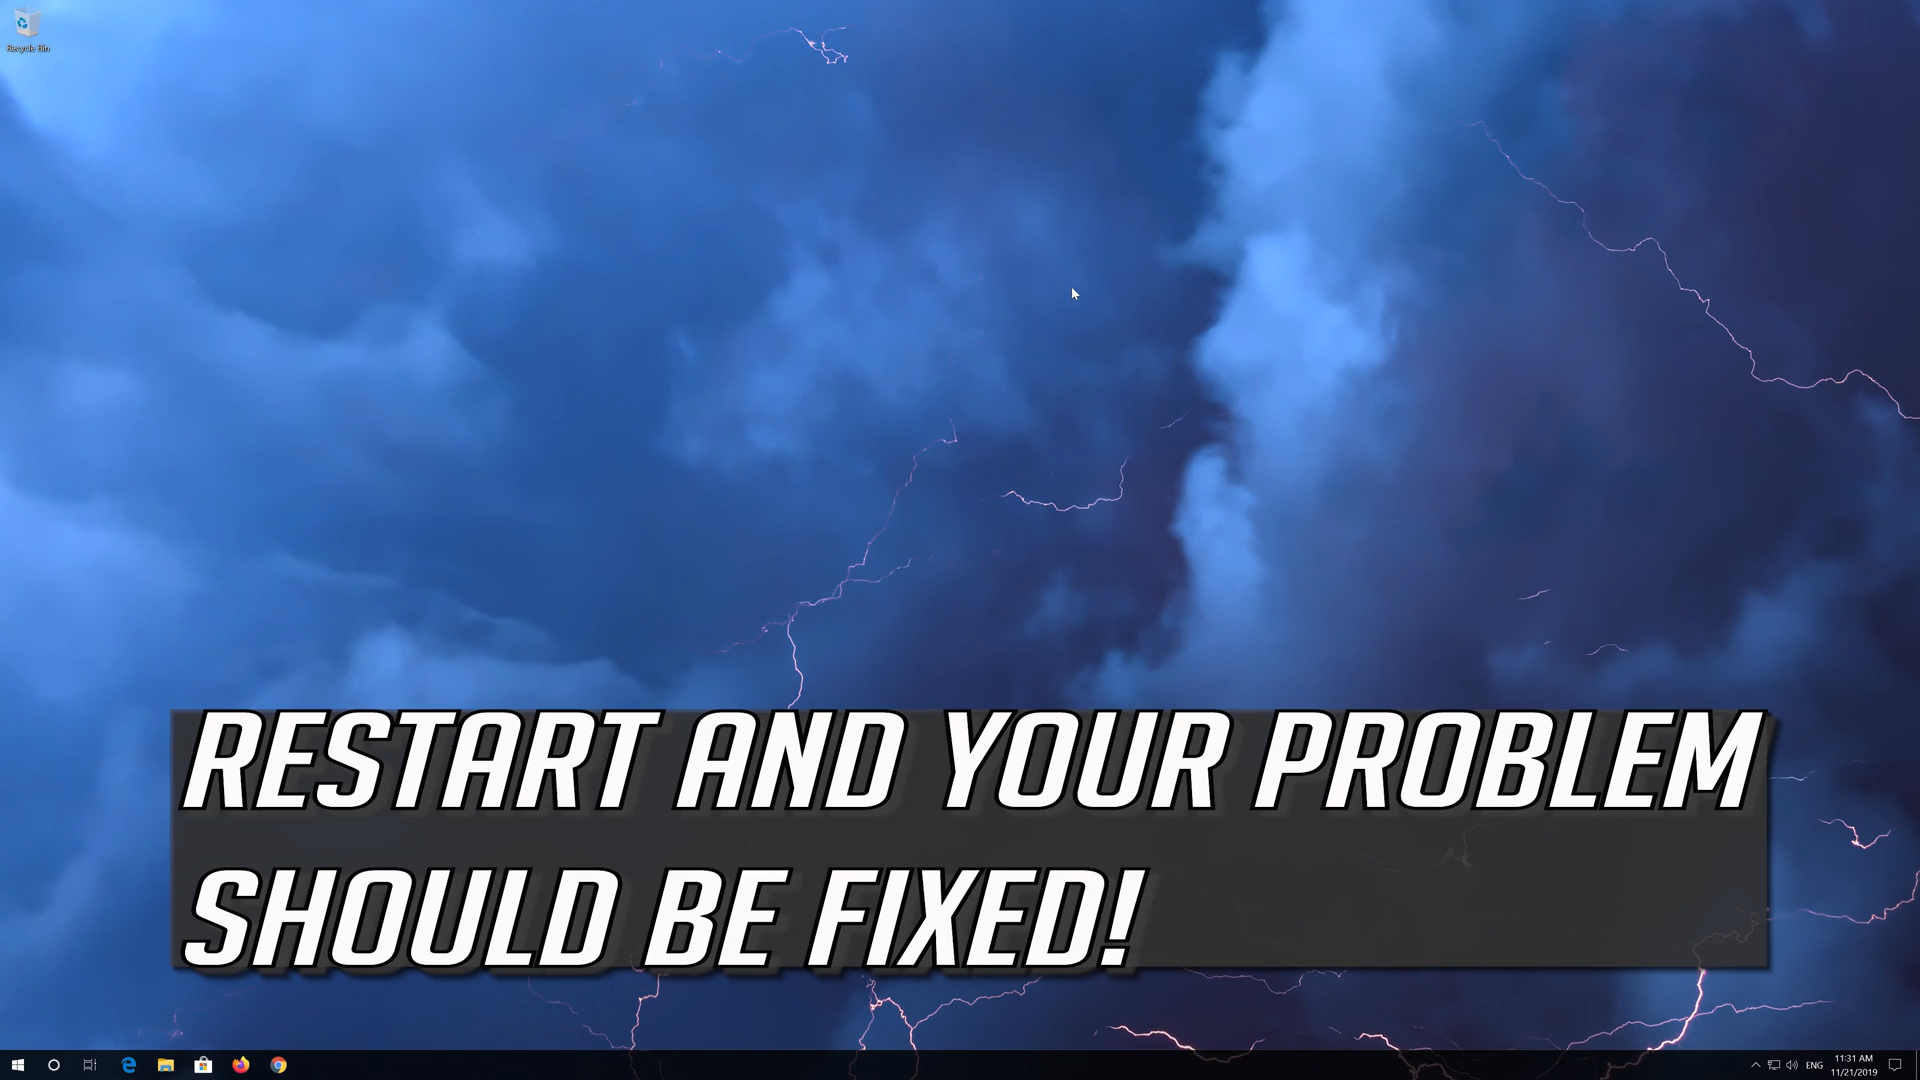 Recycle Bin
RESTART AND YOUR PROBLEM
SHOULD BE FIXED!
ENG
11:31 AM
11/21/2019